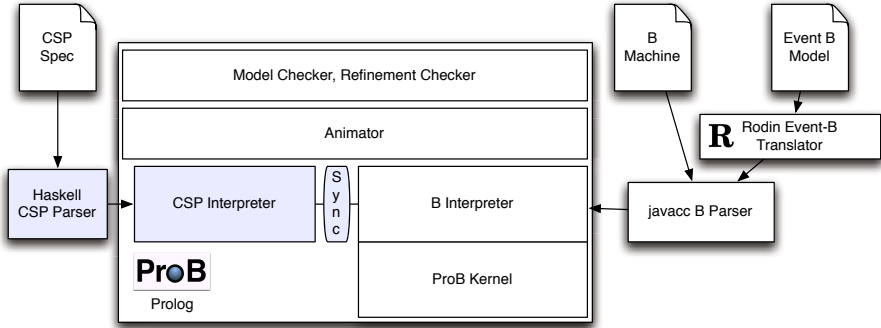 CSP
Spec
B
Machine
Event B
Model
Model Checker, Refinement Checker
Animator
R
Rodin Event-B
Translator
Haskell
CSP Parser
CSP Interpreter
S
y
n
c
B Interpreter
javacc B Parser
ProB
Prolog
ProB Kernel